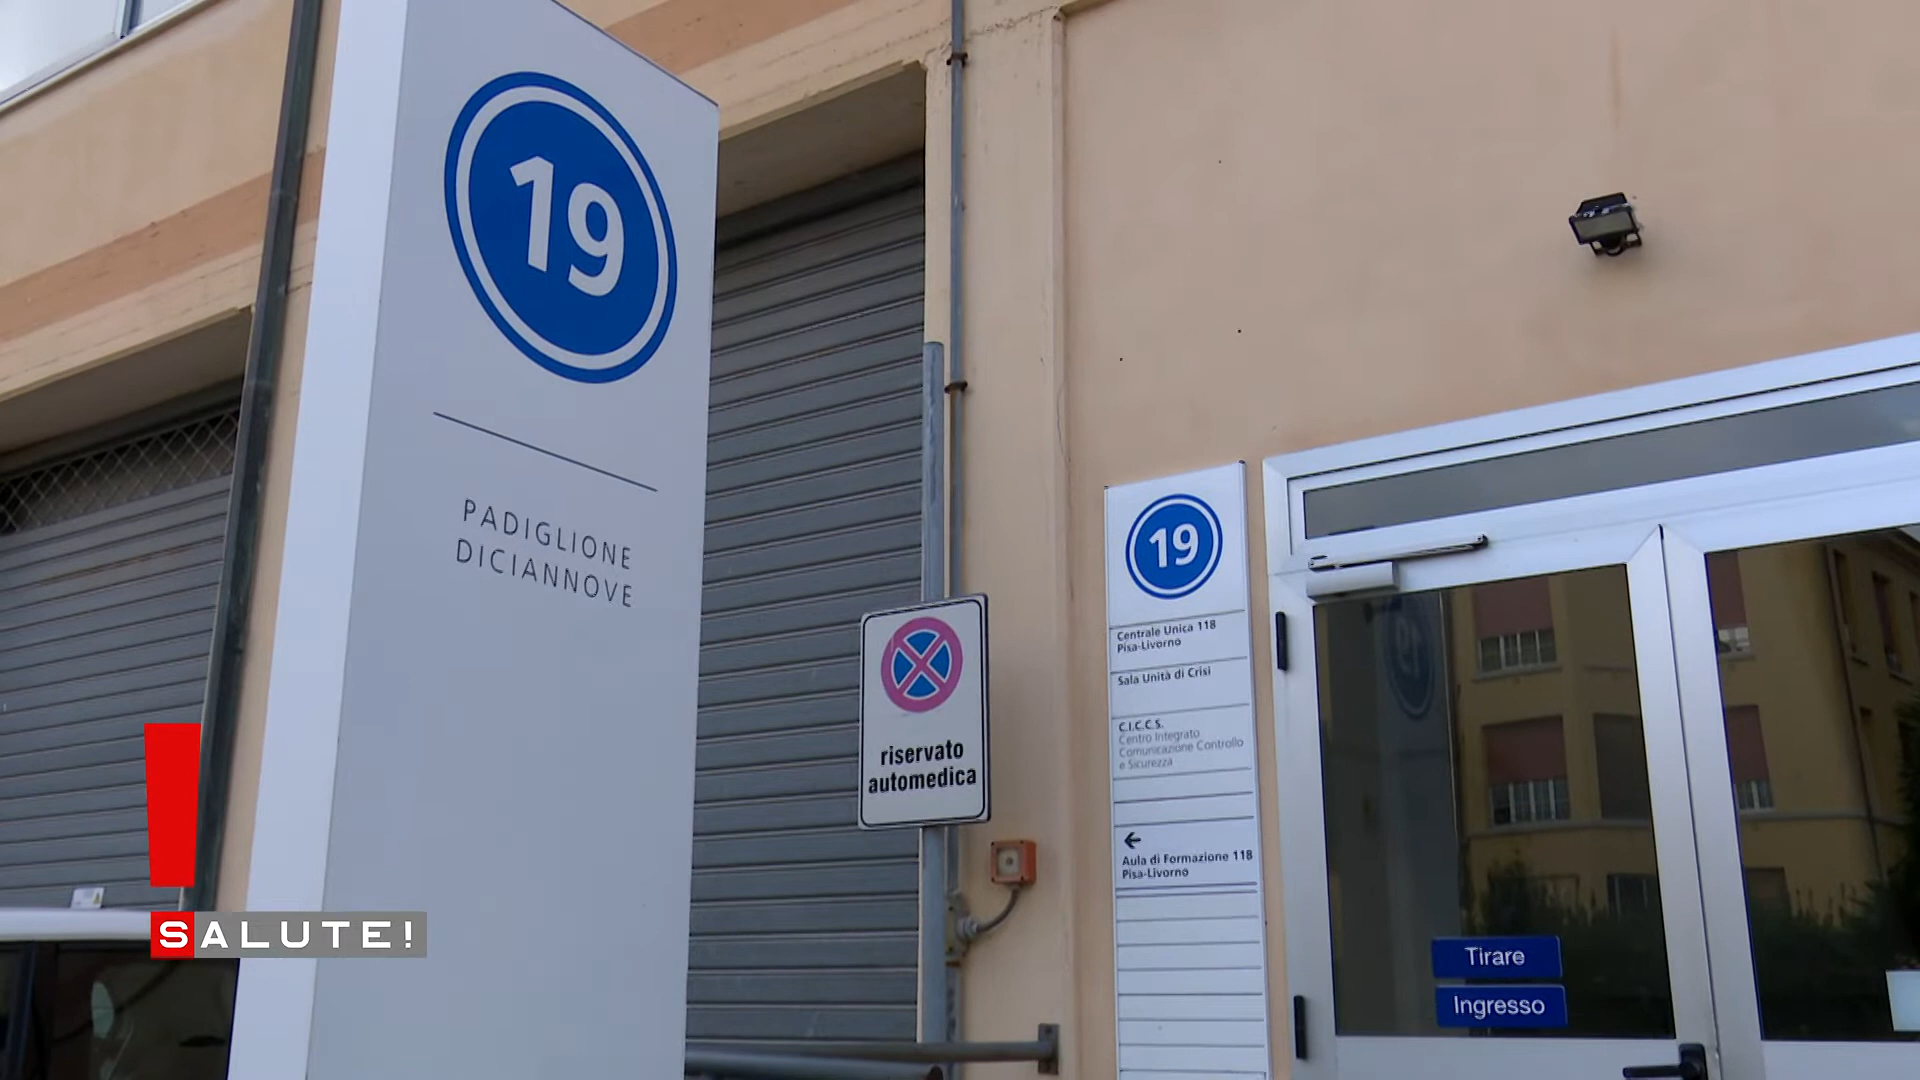 19
PADIGLIONE
DICIANNOVE
riservato
automedica
19
Centrale Unica 118
Pisa-Livorno
Sala Unità di Crisi
C.I.C.C.S.
Centro Integrato
Comunicazione Controllo
e Sicurezza
←
Aula di Formazione 118
Pisa-Livorno
Tirare
Ingresso
!
SALUTE!